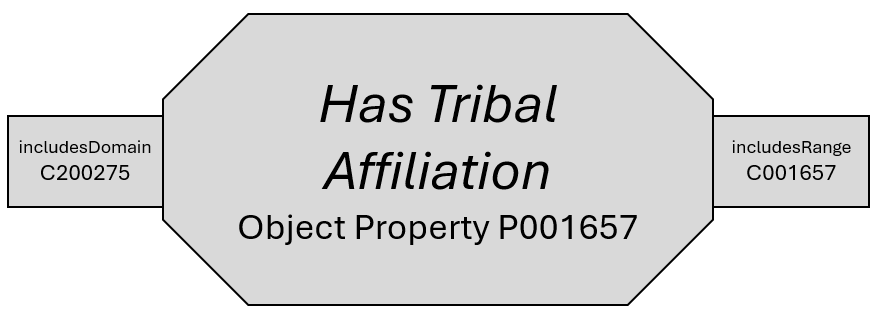 includesDomain
C200275
Has Tribal
Affiliation
Object Property P001657
includesRange
C001657